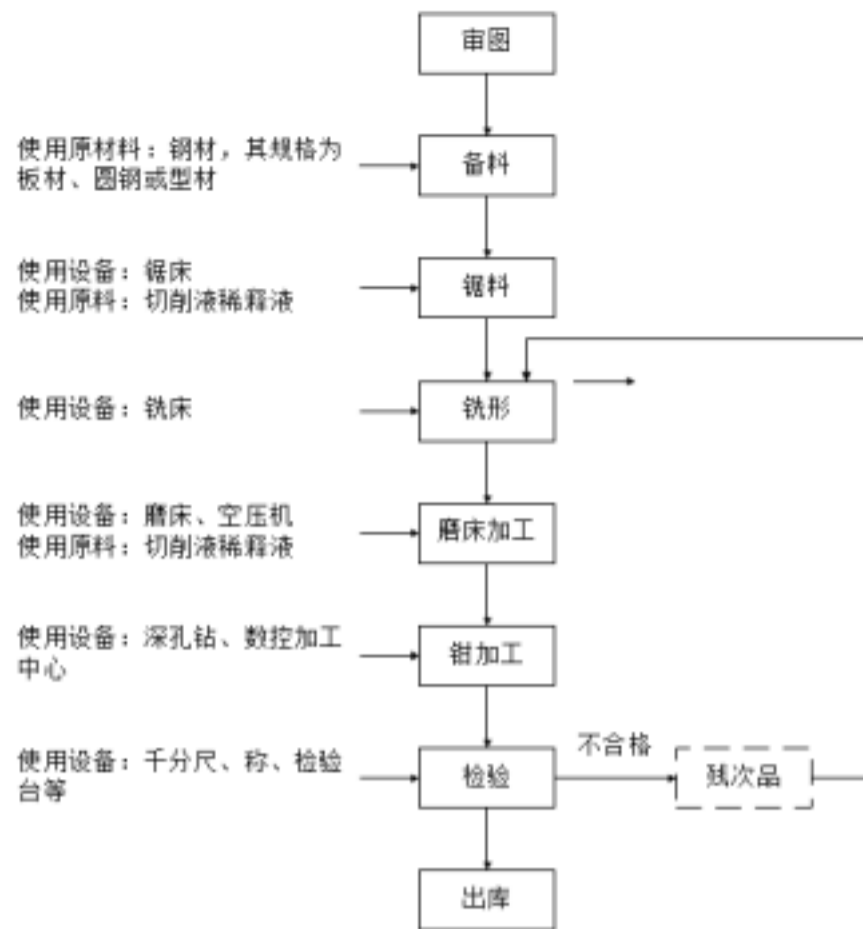 审图
使用原材料：钢材，其规格为
板材、圆钢或型材
备料
使用设备：锯床
使用原料：切削液稀释液
锯料
使用设备：铣床
铣形
使用设备：磨床、空压机
使用原料：切削液稀释液
磨床加工
使用设备：深孔钻、数控加工
中心
钳加工
使用设备：千分尺、称、检验
台等
检验
不合格
残次品
出库